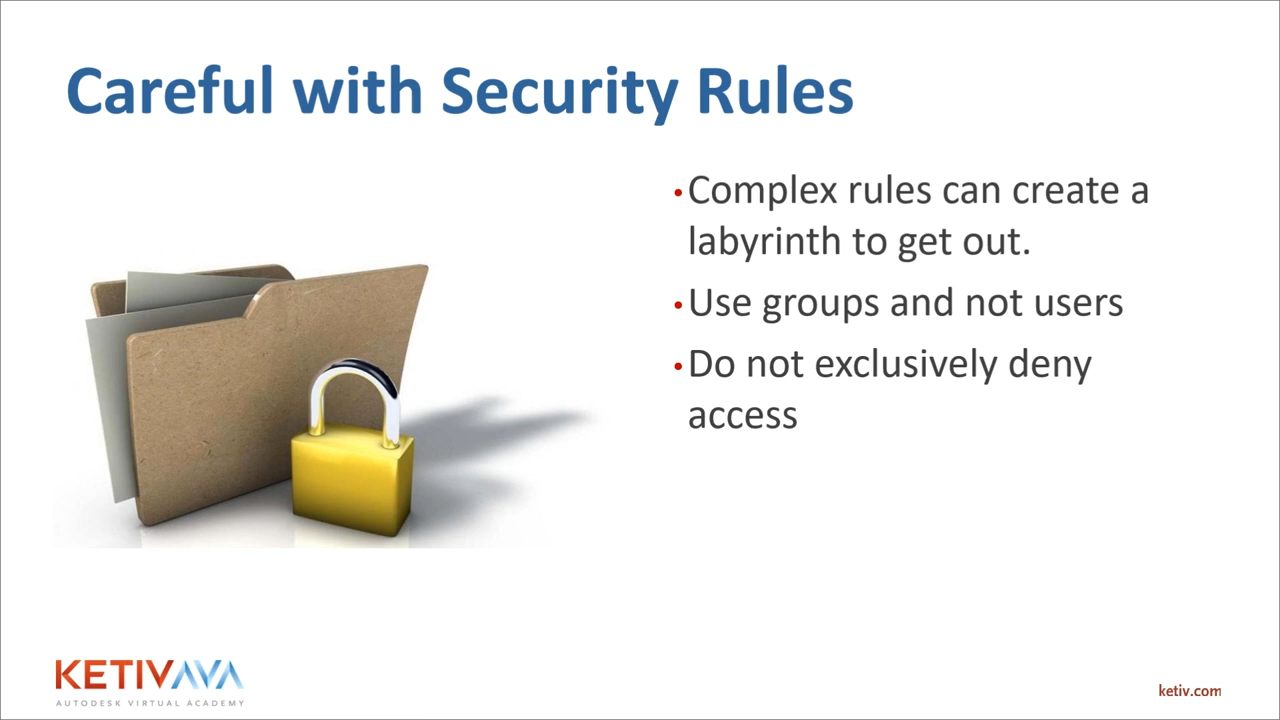 Careful with Security Rules
• Complex rules can create a
labyrinth to get out.
• Use groups and not users
• Do not exclusively deny
access
KETIVAVA
AUTODESK VIRTUAL ACADEMY
ketiv.com